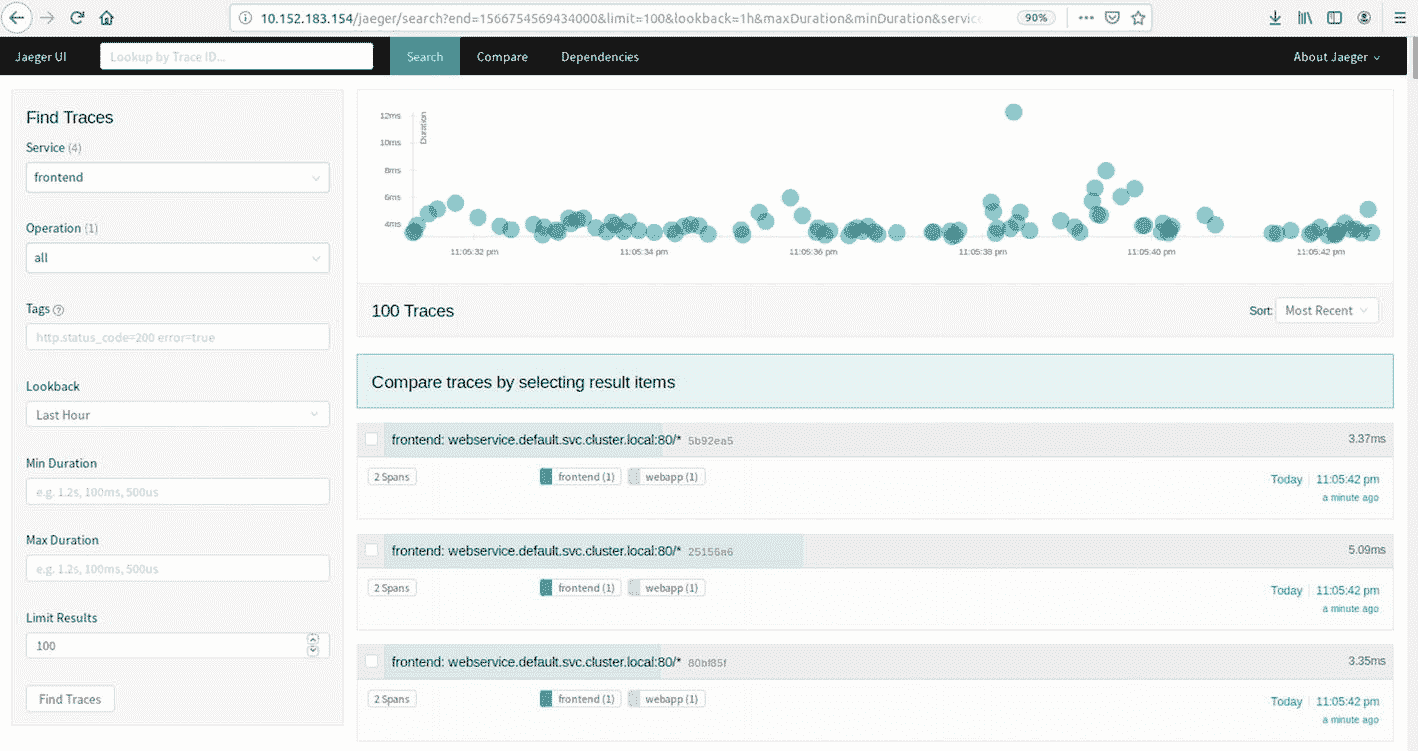 10.152.183.154/jaeger/search?end=1566754569434000&limit=100&lookback=1h&maxDuration&minDuration&servic
90%
Jaeger UI
Lookup by Trace ID...
Search
Compare
Dependencies
About Jaeger
Find Traces
Service (4)
frontend
Operation (1)
all
Tags
http.status_code=200 error=true
Lookback
Last Hour
Min Duration
e.g. 1.2s, 100ms, 500us
Max Duration
e.g. 1.2s, 100ms, 500us
Limit Results
100
Find Traces
Duration
12ms
10ms
8ms
6ms
4ms
11:05:32 pm
11:05:34 pm
11:05:36 pm
11:05:38 pm
11:05:40 pm
11:05:42 pm
100 Traces
Sort: Most Recent
Compare traces by selecting result items
frontend: webservice.default.svc.cluster.local:80/* 5b92ea5 3.37ms
2 Spans frontend (1) webapp (1) Today 11:05:42 pm
a minute ago
frontend: webservice.default.svc.cluster.local:80/* 25156a6 5.09ms
2 Spans frontend (1) webapp (1) Today 11:05:42 pm
a minute ago
frontend: webservice.default.svc.cluster.local:80/* 80bf85f 3.35ms
2 Spans frontend (1) webapp (1) Today 11:05:42 pm
a minute ago